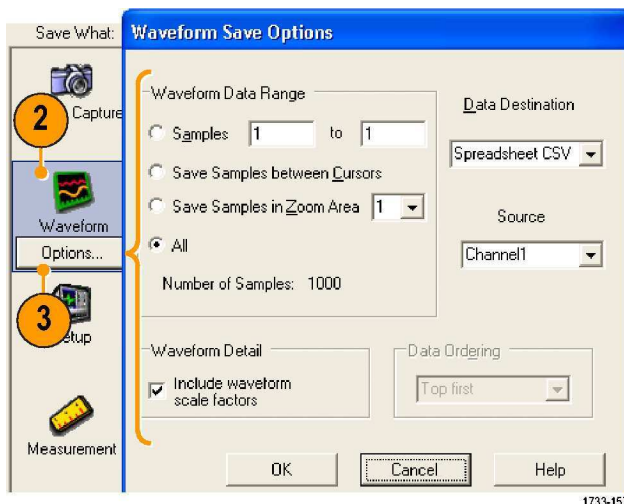 Save What:
Waveform Save Options
Capture
2
Waveform
Options...
3
etup
Measurement
Waveform Data Range
Samples 1 to 1
Save Samples between Cursors
Save Samples in Zoom Area 1
All
Number of Samples: 1000
Data Destination
Spreadsheet CSV
Source
Channel1
Waveform Detail
Include waveform
scale factors
Data Ordering
Top first
OK Cancel Help